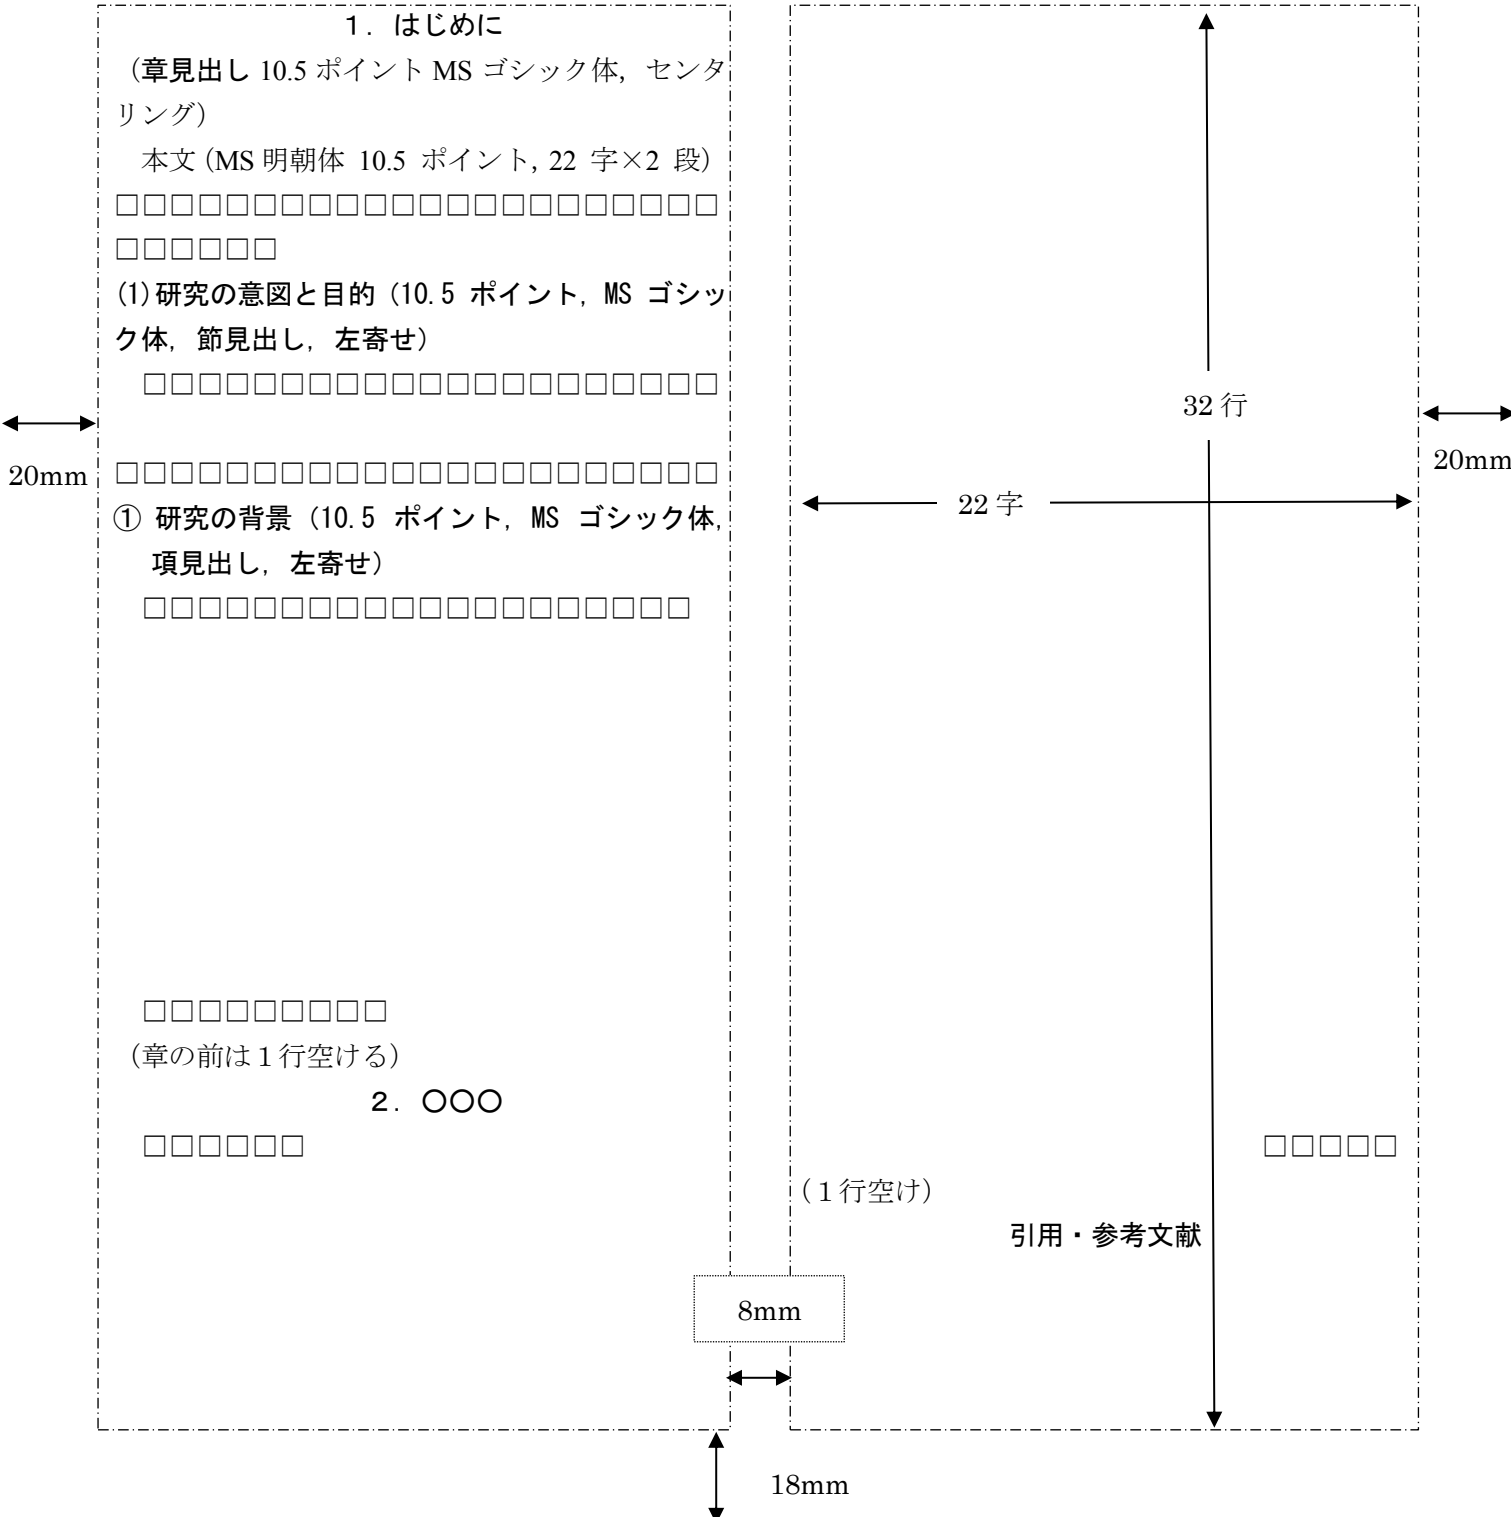 １．はじめに
（章見出し 10.5 ポイント MS ゴシック体，センタ
リング）
本文（MS 明朝体 10.5 ポイント, 22 字×2 段）
□□□□□□□□□□□□□□□□□□□□□□
□□□□□□
(1)研究の意図と目的（10.5 ポイント，MS ゴシッ
ク体，節見出し，左寄せ）
□□□□□□□□□□□□□□□□□□□□□
□□□□□□□□□□□□□□□□□□□□□□
① 研究の背景（10.5 ポイント，MS ゴシック体，
項見出し，左寄せ）
□□□□□□□□□□□□□□□□□□□□
□□□□□□□□□
（章の前は１行空ける）
２．〇〇〇
□□□□□□
20mm
32 行
22 字
20mm
□□□□□
（１行空け）
引用・参考文献
8mm
18mm